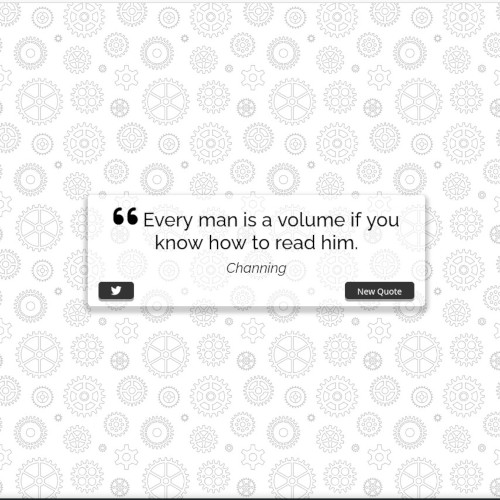 ❝ Every man is a volume if you
know how to read him.
Channing
New Quote